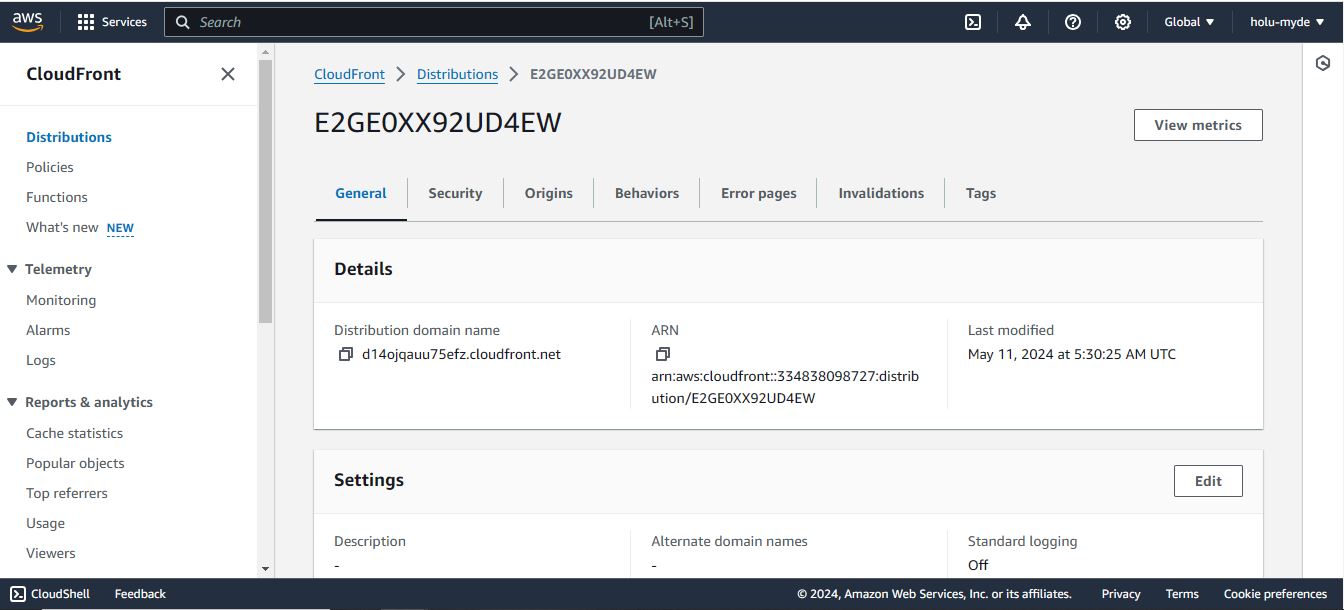 aws Services Search [Alt+S] Global holu-myde
CloudFront
Distributions
Policies
Functions
What's new NEW
Telemetry
Monitoring
Alarms
Logs
Reports & analytics
Cache statistics
Popular objects
Top referrers
Usage
Viewers
CloudFront Distributions E2GE0XX92UD4EW
E2GE0XX92UD4EW
View metrics
General Security Origins Behaviors Error pages Invalidations Tags
Details
Distribution domain name
d14ojqauu75efz.cloudfront.net
ARN
arn:aws:cloudfront::334838098727:distrib
ution/E2GE0XX92UD4EW
Last modified
May 11, 2024 at 5:30:25 AM UTC
Settings
Edit
Description
-
Alternate domain names
-
Standard logging
Off
CloudShell Feedback © 2024, Amazon Web Services, Inc. or its affiliates. Privacy Terms Cookie preferences